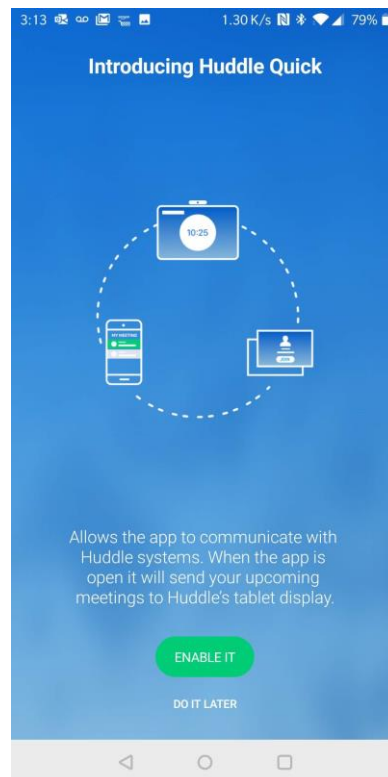 3:13 1.30 K/s 79%
Introducing Huddle Quick
10:25
MY MEETING
JOIN
Allows the app to communicate with
Huddle systems. When the app is
open it will send your upcoming
meetings to Huddle's tablet display.
ENABLE IT
DO IT LATER